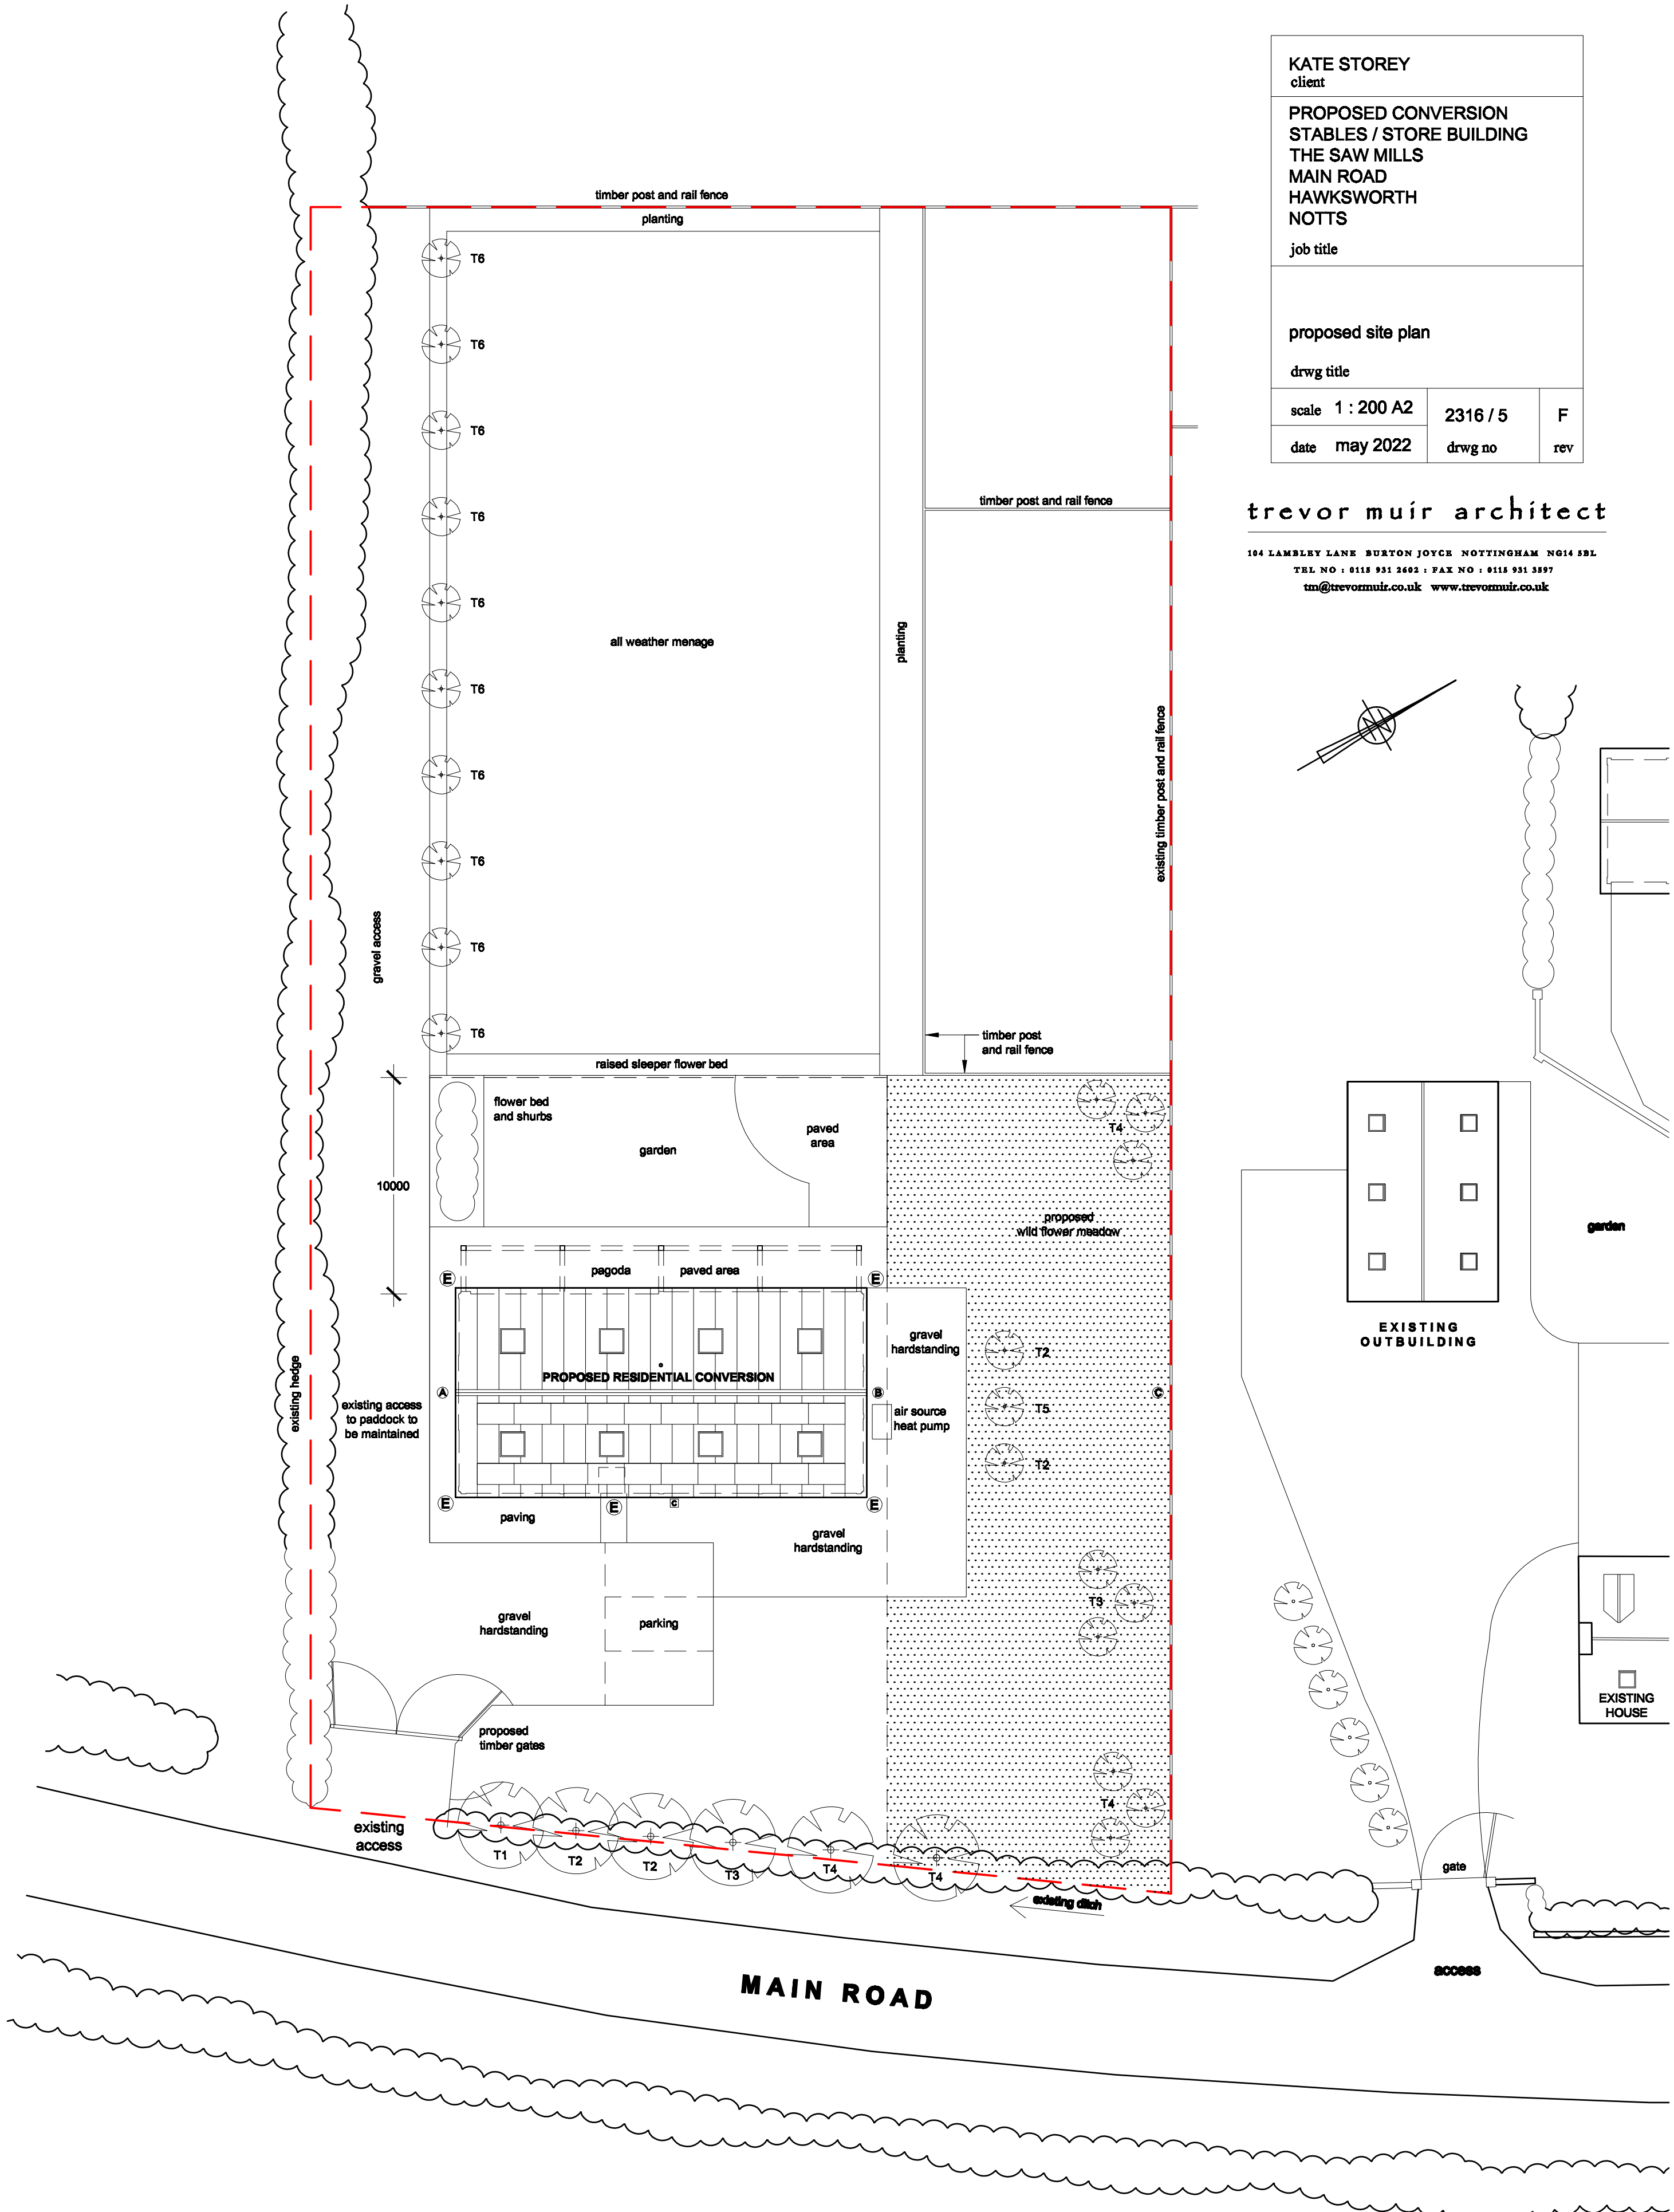 KATE STOREY
client
PROPOSED CONVERSION
STABLES / STORE BUILDING
THE SAW MILLS
MAIN ROAD
HAWKSWORTH
NOTTS
job title
proposed site plan
drwg title
scale 1 : 200 A2
2316 / 5
F
date may 2022
drwg no
rev
trevor muir architect
104 LAMBLEY LANE BURTON JOYCE NOTTINGHAM NG14 5BL
TEL NO : 0115 931 2602 : FAX NO : 0115 931 3597
tm@trevormuir.co.uk www.trevormuir.co.uk
N
timber post and rail fence
planting
T6
T6
T6
T6
T6
T6
T6
T6
T6
T6
all weather menage
planting
timber post and rail fence
existing timber post and rail fence
gravel access
timber post
and rail fence
raised sleeper flower bed
flower bed
and shurbs
garden
paved
area
10000
T4
proposed
wild flower meadow
pagoda
paved area
E
E
gravel
hardstanding
T2
PROPOSED RESIDENTIAL CONVERSION
A
B
C
existing hedge
existing access
to paddock to
be maintained
air source
heat pump
T5
T2
E
E
C
E
paving
gravel
hardstanding
T3
gravel
hardstanding
parking
proposed
timber gates
T4
existing
access
T1
T2
T2
T3
T4
T4
existing ditch
MAIN ROAD
EXISTING
OUTBUILDING
garden
EXISTING
HOUSE
gate
access